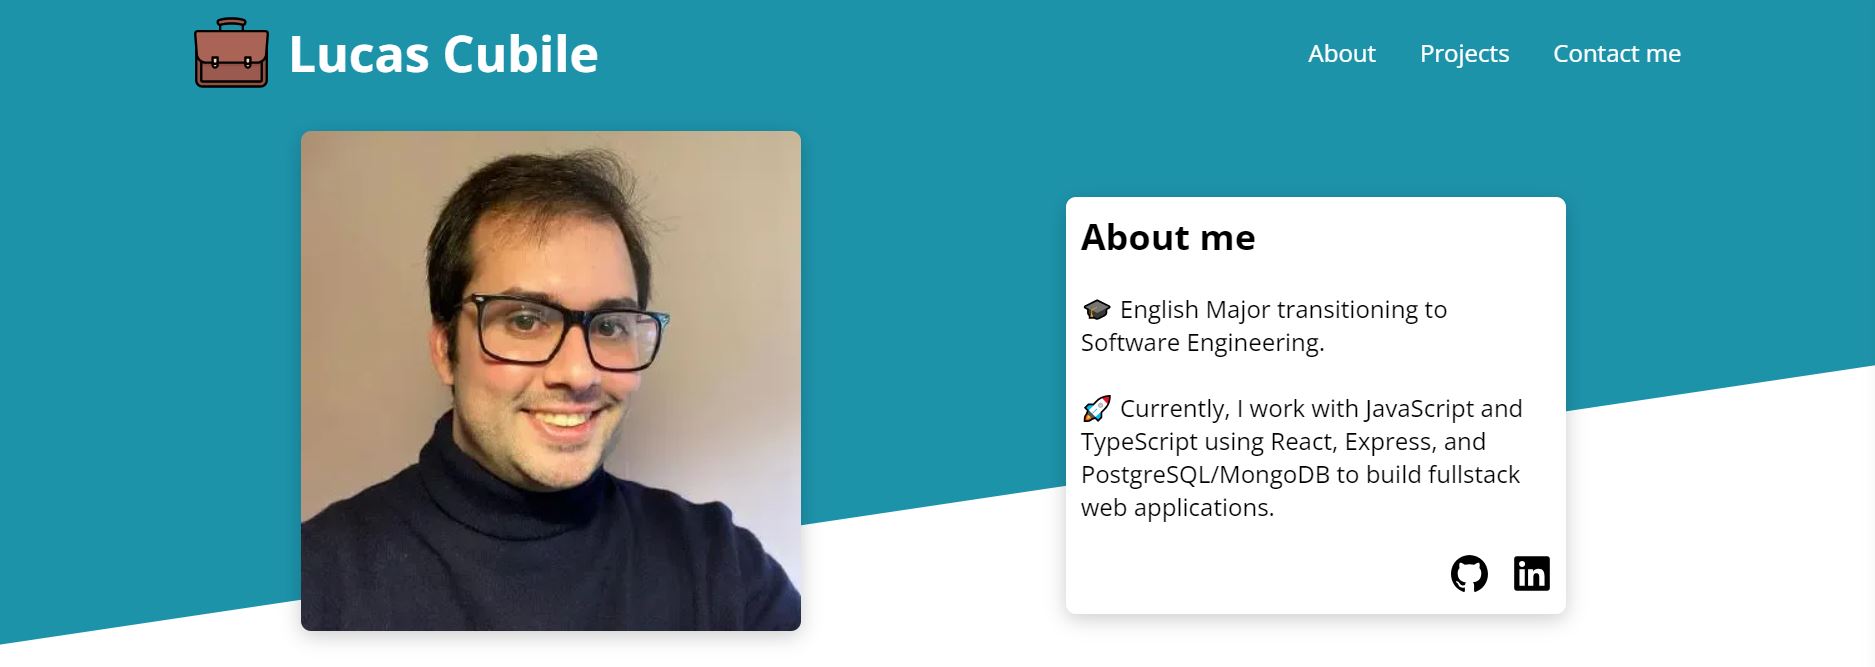 Lucas Cubile
About
Projects
Contact me
About me
🎓 English Major transitioning to
Software Engineering.
🚀 Currently, I work with JavaScript and
TypeScript using React, Express, and
PostgreSQL/MongoDB to build fullstack
web applications.
in